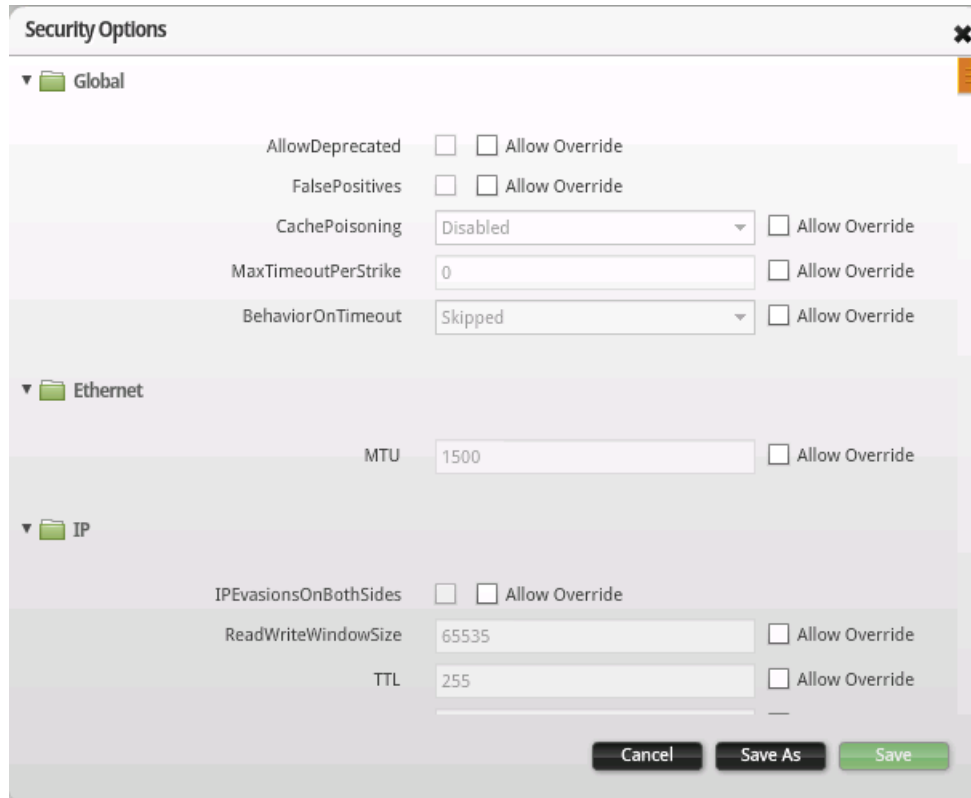 Security Options
Global
AllowDeprecated Allow Override
FalsePositives Allow Override
CachePoisoning Disabled Allow Override
MaxTimeoutPerStrike 0 Allow Override
BehaviorOnTimeout Skipped Allow Override
Ethernet
MTU 1500 Allow Override
IP
IPEvasionsOnBothSides Allow Override
ReadWriteWindowSize 65535 Allow Override
TTL 255 Allow Override
Cancel Save As Save